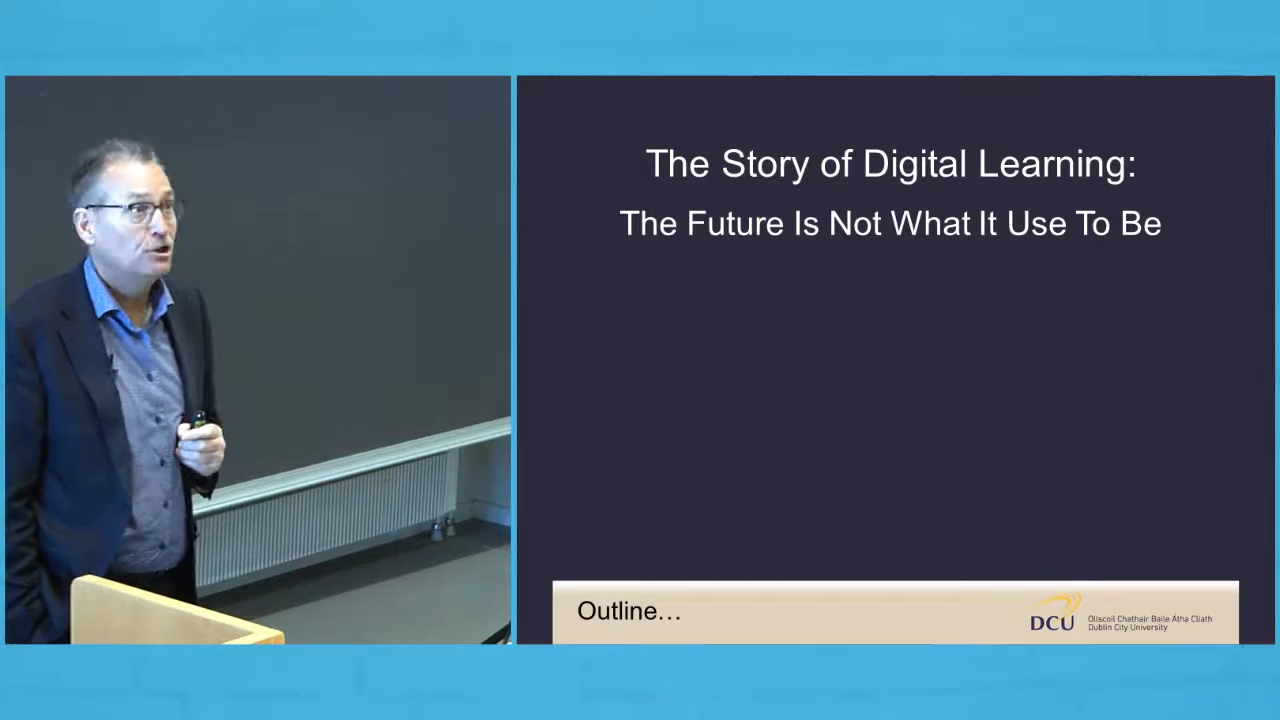 The Story of Digital Learning:
The Future Is Not What It Use To Be
Outline…
DCU
Ollscoil Chathair Baile Átha Cliath
Dublin City University